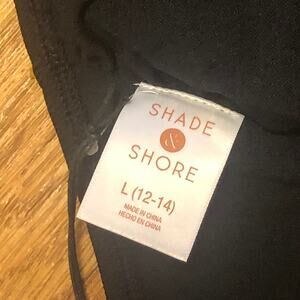 SHADE
&
SHORE
L (12-14)
MADE IN CHINA
HECHO EN CHINA